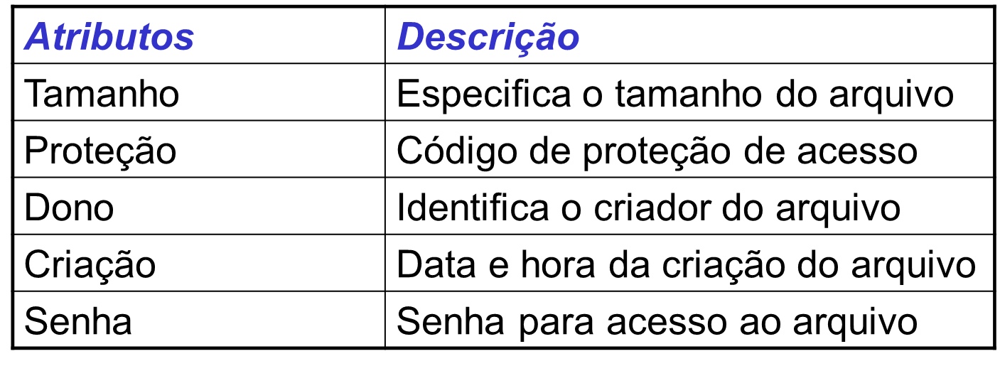 Atributos Descrição
Tamanho Especifica o tamanho do arquivo
Proteção Código de proteção de acesso
Dono Identifica o criador do arquivo
Criação Data e hora da criação do arquivo
Senha Senha para acesso ao arquivo